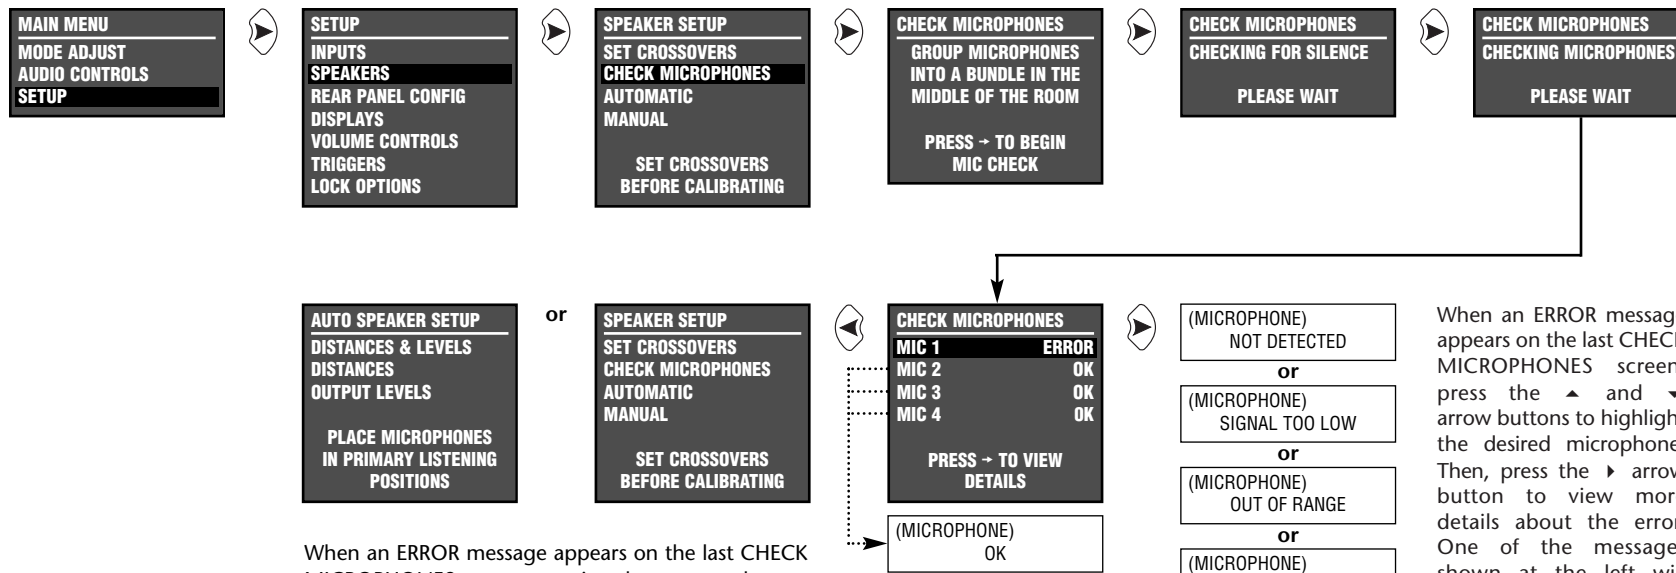 MAIN MENU
MODE ADJUST
AUDIO CONTROLS
SETUP
SETUP
INPUTS
SPEAKERS
REAR PANEL CONFIG
DISPLAYS
VOLUME CONTROLS
TRIGGERS
LOCK OPTIONS
SPEAKER SETUP
SET CROSSOVERS
CHECK MICROPHONES
AUTOMATIC
MANUAL
SET CROSSOVERS
BEFORE CALIBRATING
CHECK MICROPHONES
GROUP MICROPHONES
INTO A BUNDLE IN THE
MIDDLE OF THE ROOM
PRESS → TO BEGIN
MIC CHECK
CHECK MICROPHONES
CHECKING FOR SILENCE
PLEASE WAIT
CHECK MICROPHONES
CHECKING MICROPHONES
PLEASE WAIT
AUTO SPEAKER SETUP
DISTANCES & LEVELS
DISTANCES
OUTPUT LEVELS
PLACE MICROPHONES
IN PRIMARY LISTENING
POSITIONS
or
SPEAKER SETUP
SET CROSSOVERS
CHECK MICROPHONES
AUTOMATIC
MANUAL
SET CROSSOVERS
BEFORE CALIBRATING
CHECK MICROPHONES
MIC 1 ERROR
MIC 2 OK
MIC 3 OK
MIC 4 OK
PRESS → TO VIEW
DETAILS
(MICROPHONE)
OK
(MICROPHONE)
NOT DETECTED
or
(MICROPHONE)
SIGNAL TOO LOW
or
(MICROPHONE)
OUT OF RANGE
or
(MICROPHONE)
When an ERROR messag
appears on the last CHEC
MICROPHONES screen
press the ▲ and ▼
arrow buttons to highligh
the desired microphone
Then, press the ▶ arrow
button to view mor
details about the error
One of the message
shown at the left wi
When an ERROR message appears on the last CHECK